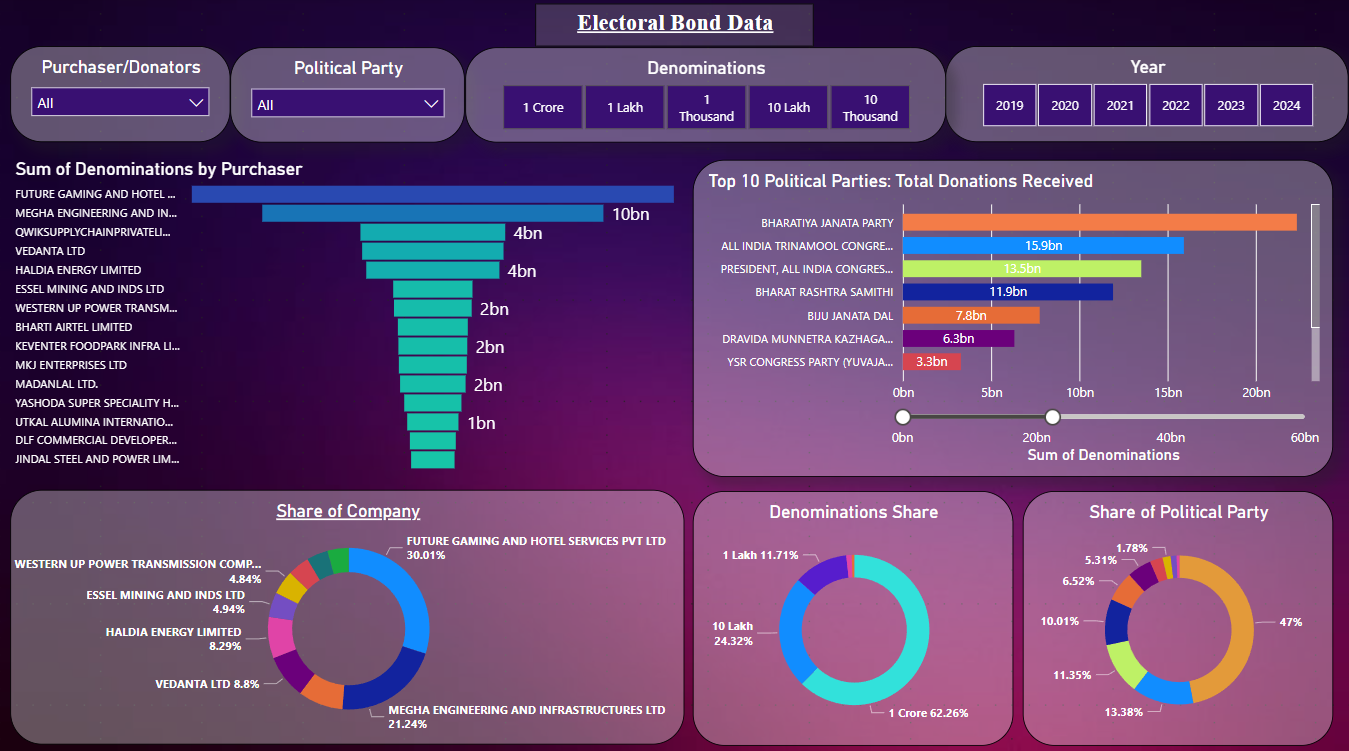 Electoral Bond Data
Purchaser/Donators
All
Political Party
All
Denominations
1 Crore
1 Lakh
1
Thousand
10 Lakh
10
Thousand
Year
2019
2020
2021
2022
2023
2024
Sum of Denominations by Purchaser
FUTURE GAMING AND HOTEL ...
MEGHA ENGINEERING AND IN...
10bn
QWIKSUPPLYCHAINPRIVATELI...
4bn
VEDANTA LTD
HALDIA ENERGY LIMITED
4bn
ESSEL MINING AND INDS LTD
WESTERN UP POWER TRANSM...
2bn
BHARTI AIRTEL LIMITED
KEVENTER FOODPARK INFRA LI...
2bn
MKJ ENTERPRISES LTD
MADANLAL LTD.
2bn
YASHODA SUPER SPECIALITY H...
UTKAL ALUMINA INTERNATIO...
1bn
DLF COMMERCIAL DEVELOPER...
JINDAL STEEL AND POWER LIM...
Top 10 Political Parties: Total Donations Received
BHARATIYA JANATA PARTY
ALL INDIA TRINAMOOL CONGRE...
15.9bn
PRESIDENT, ALL INDIA CONGRES...
13.5bn
BHARAT RASHTRA SAMITHI
11.9bn
BIJU JANATA DAL
7.8bn
DRAVIDA MUNNETRA KAZHAGA...
6.3bn
YSR CONGRESS PARTY (YUVAJA...
3.3bn
0bn 5bn 10bn 15bn 20bn
0bn 20bn 40bn 60bn
Sum of Denominations
Share of Company
FUTURE GAMING AND HOTEL SERVICES PVT LTD
30.01%
WESTERN UP POWER TRANSMISSION COMP...
4.84%
ESSEL MINING AND INDS LTD
4.94%
HALDIA ENERGY LIMITED
8.29%
VEDANTA LTD 8.8%
MEGHA ENGINEERING AND INFRASTRUCTURES LTD
21.24%
Denominations Share
1 Lakh 11.71%
10 Lakh
24.32%
1 Crore 62.26%
Share of Political Party
1.78%
5.31%
6.52%
10.01%
11.35%
13.38%
47%